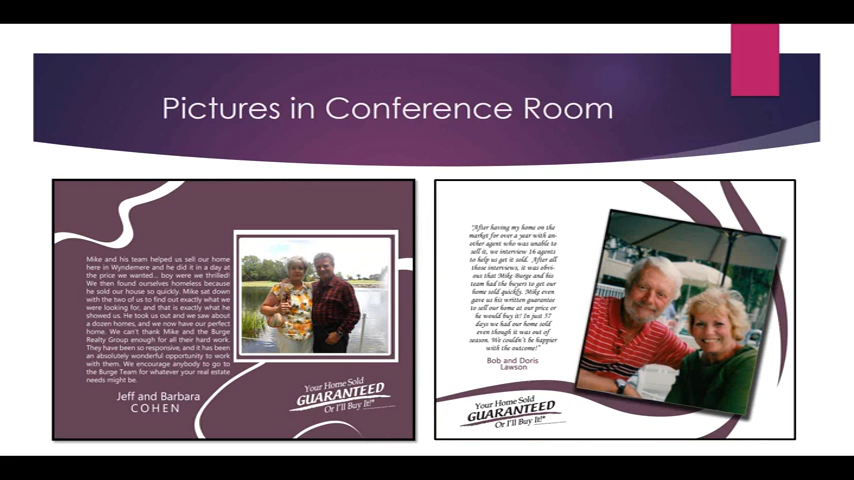 Pictures in Conference Room
Mike and his team helped us sell our home
here in Wyndemere and he did it in a day at
the price we wanted... boy were we thrilled!
We then found ourselves homeless because
he sold our house so quickly. Mike sat down
with the two of us to find out exactly what we
were looking for, and that is exactly what he
showed us. He took us out and we saw about
a dozen homes, and we now have our perfect
home. We can't thank Mike and the Burge
Realty Group enough for all their hard work.
They have been so responsive, and it has been
an absolutely wonderful opportunity to work
with them. We encourage anybody to go to
the Burge Team for whatever your real estate
needs might be.
Jeff and Barbara
COHEN
Your Home Sold
GUARANTEED
Or I'll Buy It!*
"After having my home on the
market for over a year with an-
other agent who was unable to
sell it, we interview 16 agents
to help us get it sold. After all
those interviews, it was obvi-
ous that Mike Burge and his
team had the buyers to get our
home sold quickly. Mike even
gave us his written guarantee
to sell our home at our price or
he would buy it! In just 57
days we had our home sold
even though it was out of
season. We couldn't be happier
with the outcome!"
Bob and Doris
Lawson
Your Home Sold
GUARANTEED
Or I'll Buy It!*